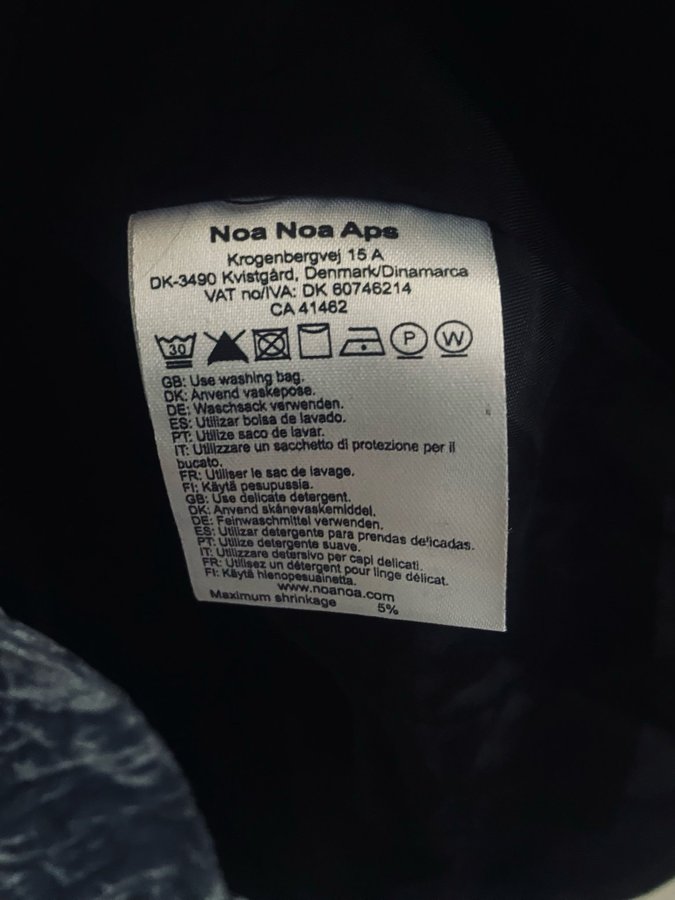 Noa Noa Aps
Krogenbergvej 15 A
DK-3490 Kvistgård, Denmark/Dinamarca
VAT no/IVA: DK 60746214
CA 41462
30 P W
GB: Use washing bag.
DK: Anvend vaskepose.
DE: Waschsack verwenden.
ES: Utilizar bolsa de lavado.
PT: Utilize saco de lavar.
IT: Utilizzare un sacchetto di protezione per il
bucato.
FR: Utiliser le sac de lavage.
FI: Käytä pesupussia.
GB: Use delicate detergent.
DK: Anvend skånevaskemiddel.
DE: Feinwaschmittel verwenden.
ES: Utilizar detergente para prendas delicadas.
PT: Utilize detergente suave.
IT: Utilizzare detersivo per capi delicati.
FR: Utilisez un détergent pour linge délicat.
FI: Käytä hienopesuainetta.
www.noanoa.com
Maximum shrinkage 5%